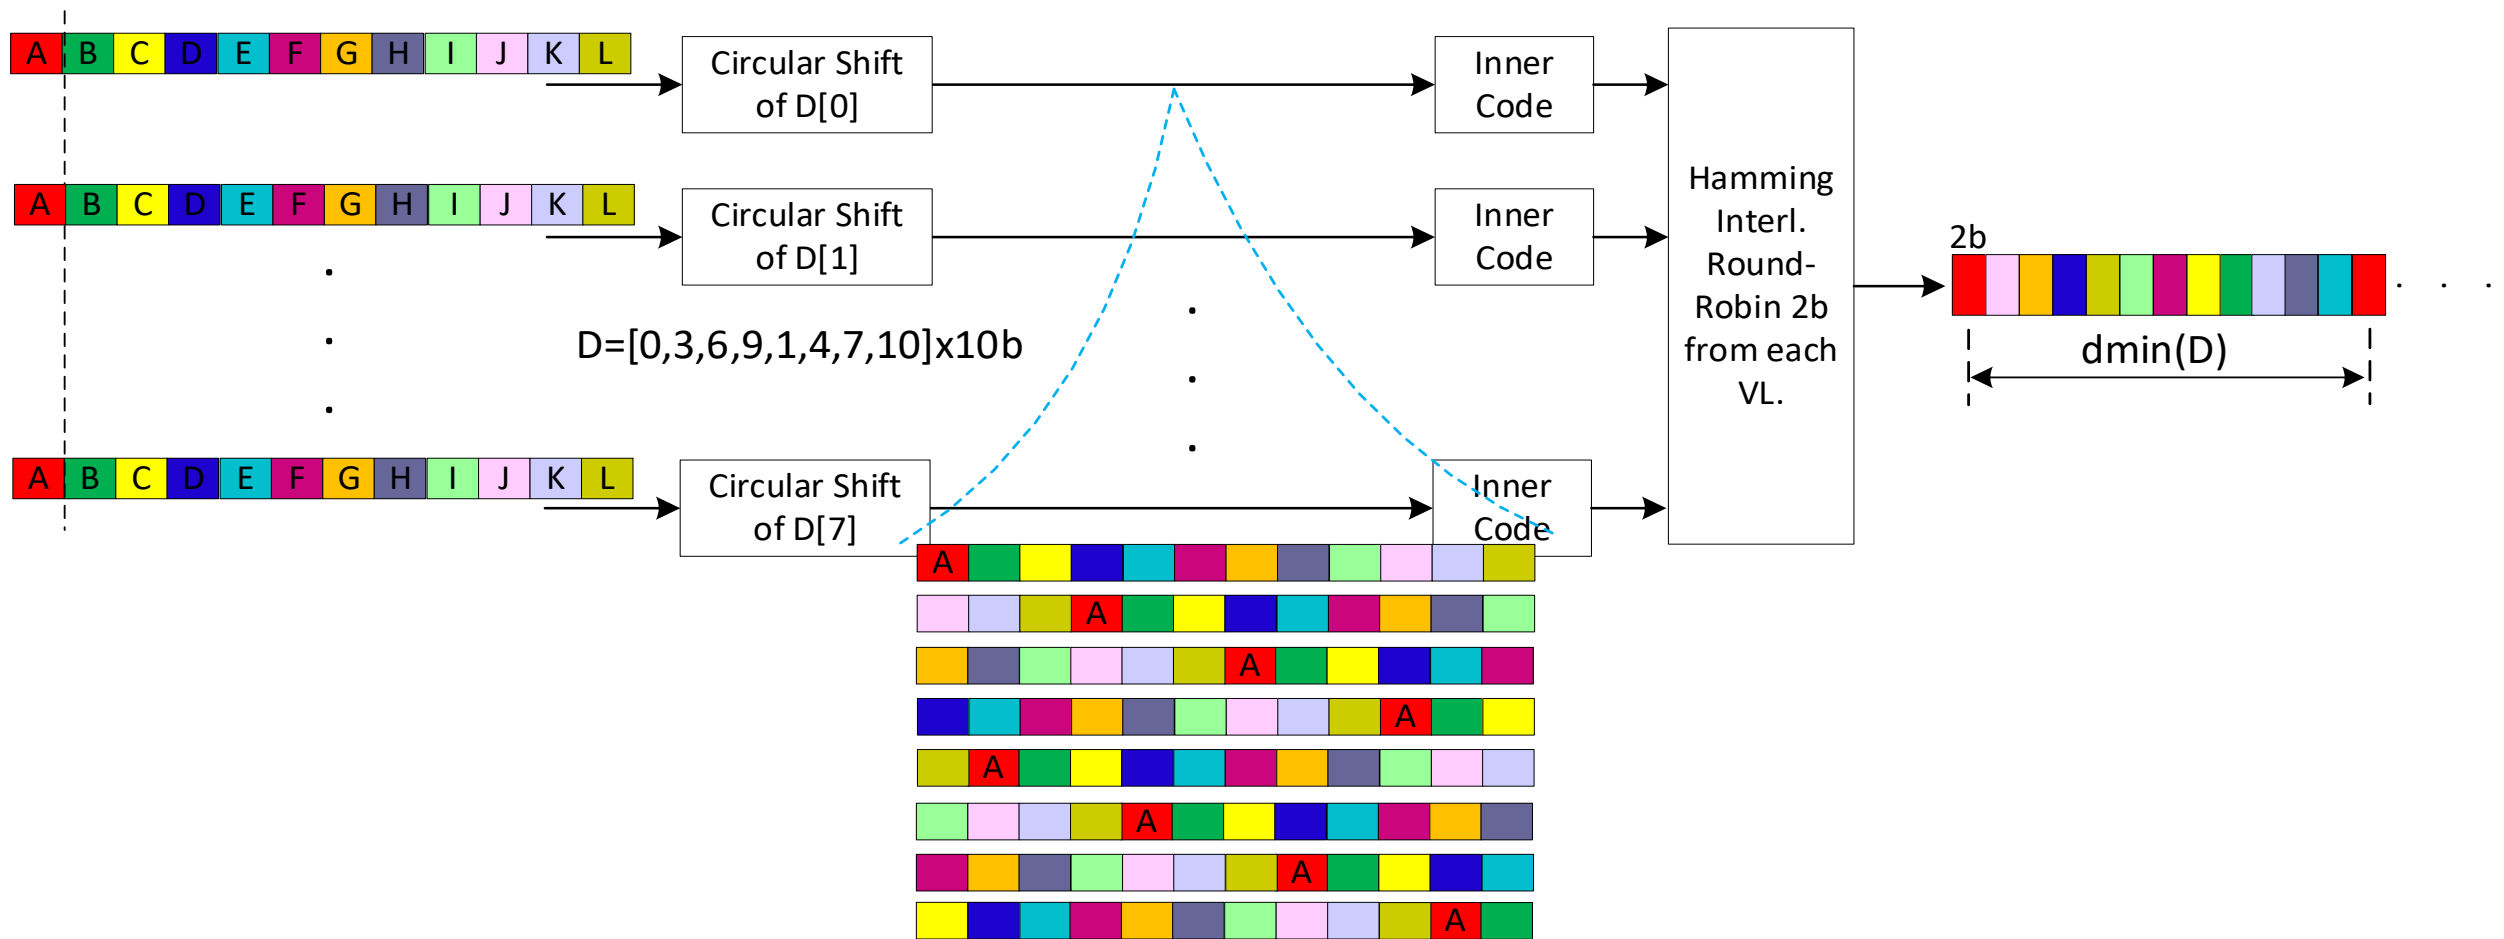 A B C D E F G H I J K L
Circular Shift
of D[0]
Inner
Code
A B C D E F G H I J K L
Circular Shift
of D[1]
Inner
Code
Hamming
Interl.
Round-
Robin 2b
from each
VL.
2b
dmin(D)
D=[0,3,6,9,1,4,7,10]x10b
A B C D E F G H I J K L
Circular Shift
of D[7]
Inner
Code
A
A
A
A
A
A
A
A